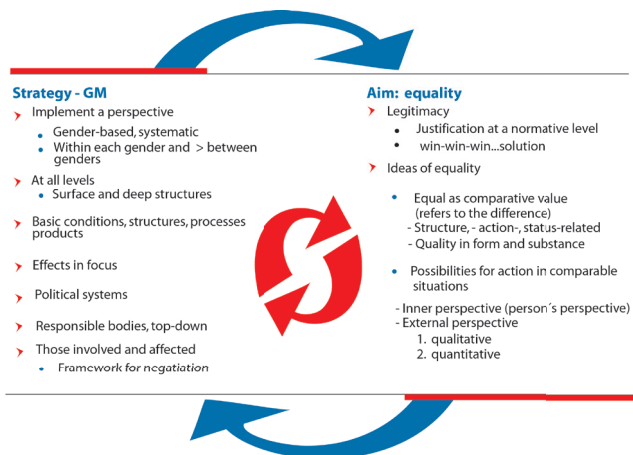 Strategy - GM
Implement a perspective
Gender-based, systematic
Within each gender and > between
genders
At all levels
Surface and deep structures
Basic conditions, structures, processes
products
Effects in focus
Political systems
Responsible bodies, top-down
Those involved and affected
Framework for negatiation
Aim: equality
Legitimacy
Justification at a normative level
win-win-win...solution
Ideas of equality
Equal as comparative value
(refers to the difference)
- Structure, - action-, status-related
- Quality in form and substance
Possibilities for action in comparable
situations
- Inner perspective (person´s perspective)
- External perspective
1. qualitative
2. quantitative